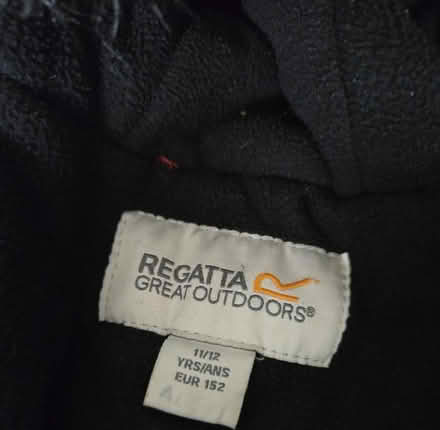 REGATTA
GREAT OUTDOORS®
11/12
YRS/ANS
EUR 152